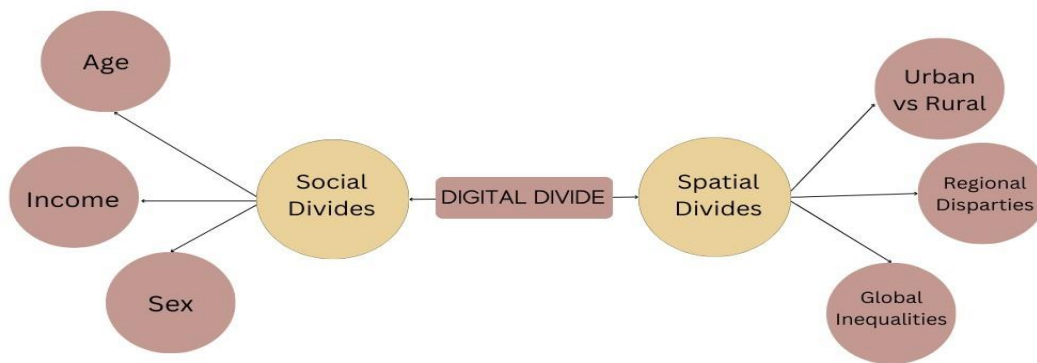 Age
Income
Sex
Social
Divides
DIGITAL DIVIDE
Spatial
Divides
Urban
vs Rural
Regional
Disparties
Global
Inequalities